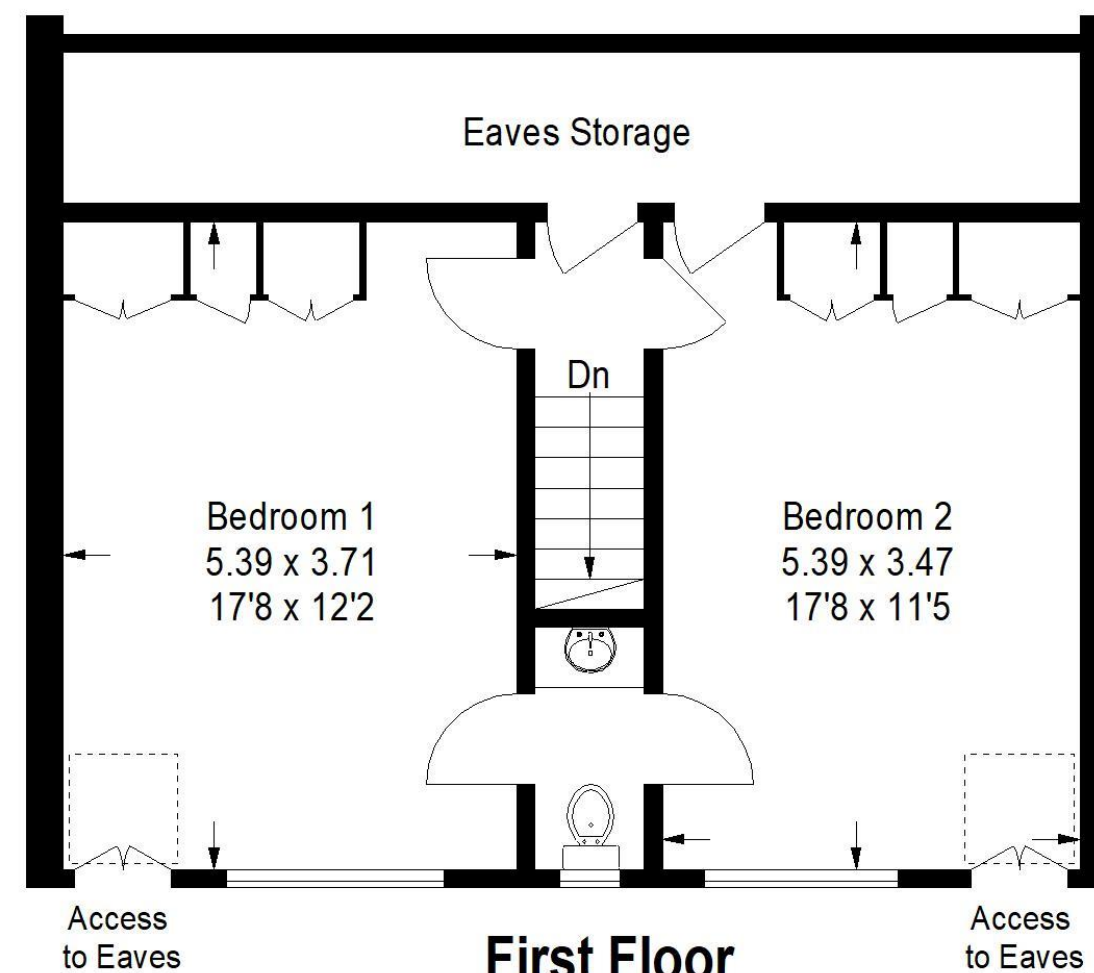 Eaves Storage
Dn
Bedroom 1
5.39 x 3.71
17'8 x 12'2
Bedroom 2
5.39 x 3.47
17'8 x 11'5
Access
to Eaves
First Floor
Access
to Eaves